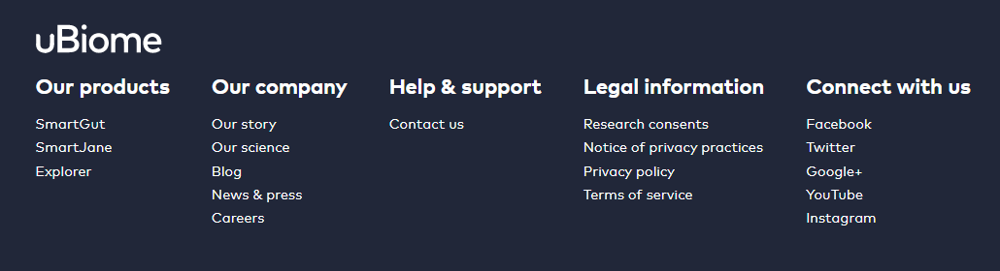 uBiome
Our products
SmartGut
SmartJane
Explorer
Our company
Our story
Our science
Blog
News & press
Careers
Help & support
Contact us
Legal information
Research consents
Notice of privacy practices
Privacy policy
Terms of service
Connect with us
Facebook
Twitter
Google+
YouTube
Instagram